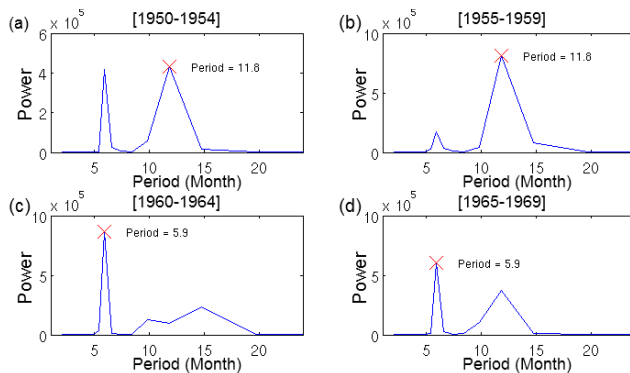 (a) x 10^5 [1950-1954]
6
4
2
0
Power
Period = 11.8
5 10 15 20
Period (Month)
(b) x 10^5 [1955-1959]
10
5
0
Power
Period = 11.8
5 10 15 20
Period (Month)
(c) x 10^5 [1960-1964]
10
5
0
Power
Period = 5.9
5 10 15 20
Period (Month)
(d) x 10^5 [1965-1969]
10
5
0
Power
Period = 5.9
5 10 15 20
Period (Month)